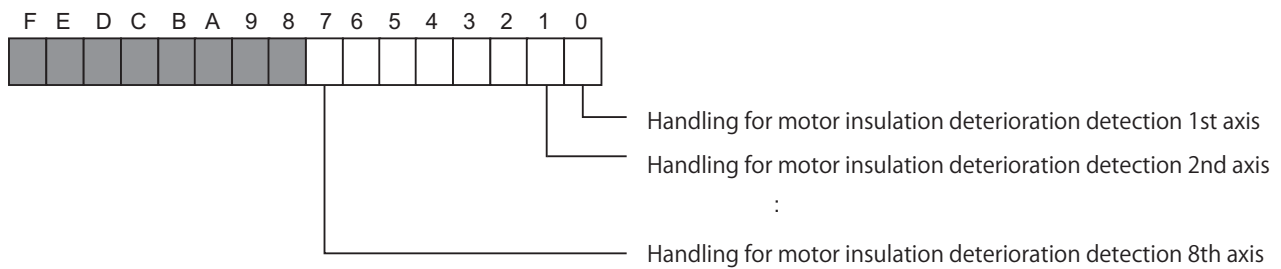 F E D C B A 9 8 7 6 5 4 3 2 1 0
Handling for motor insulation deterioration detection 1st axis
Handling for motor insulation deterioration detection 2nd axis
:
Handling for motor insulation deterioration detection 8th axis